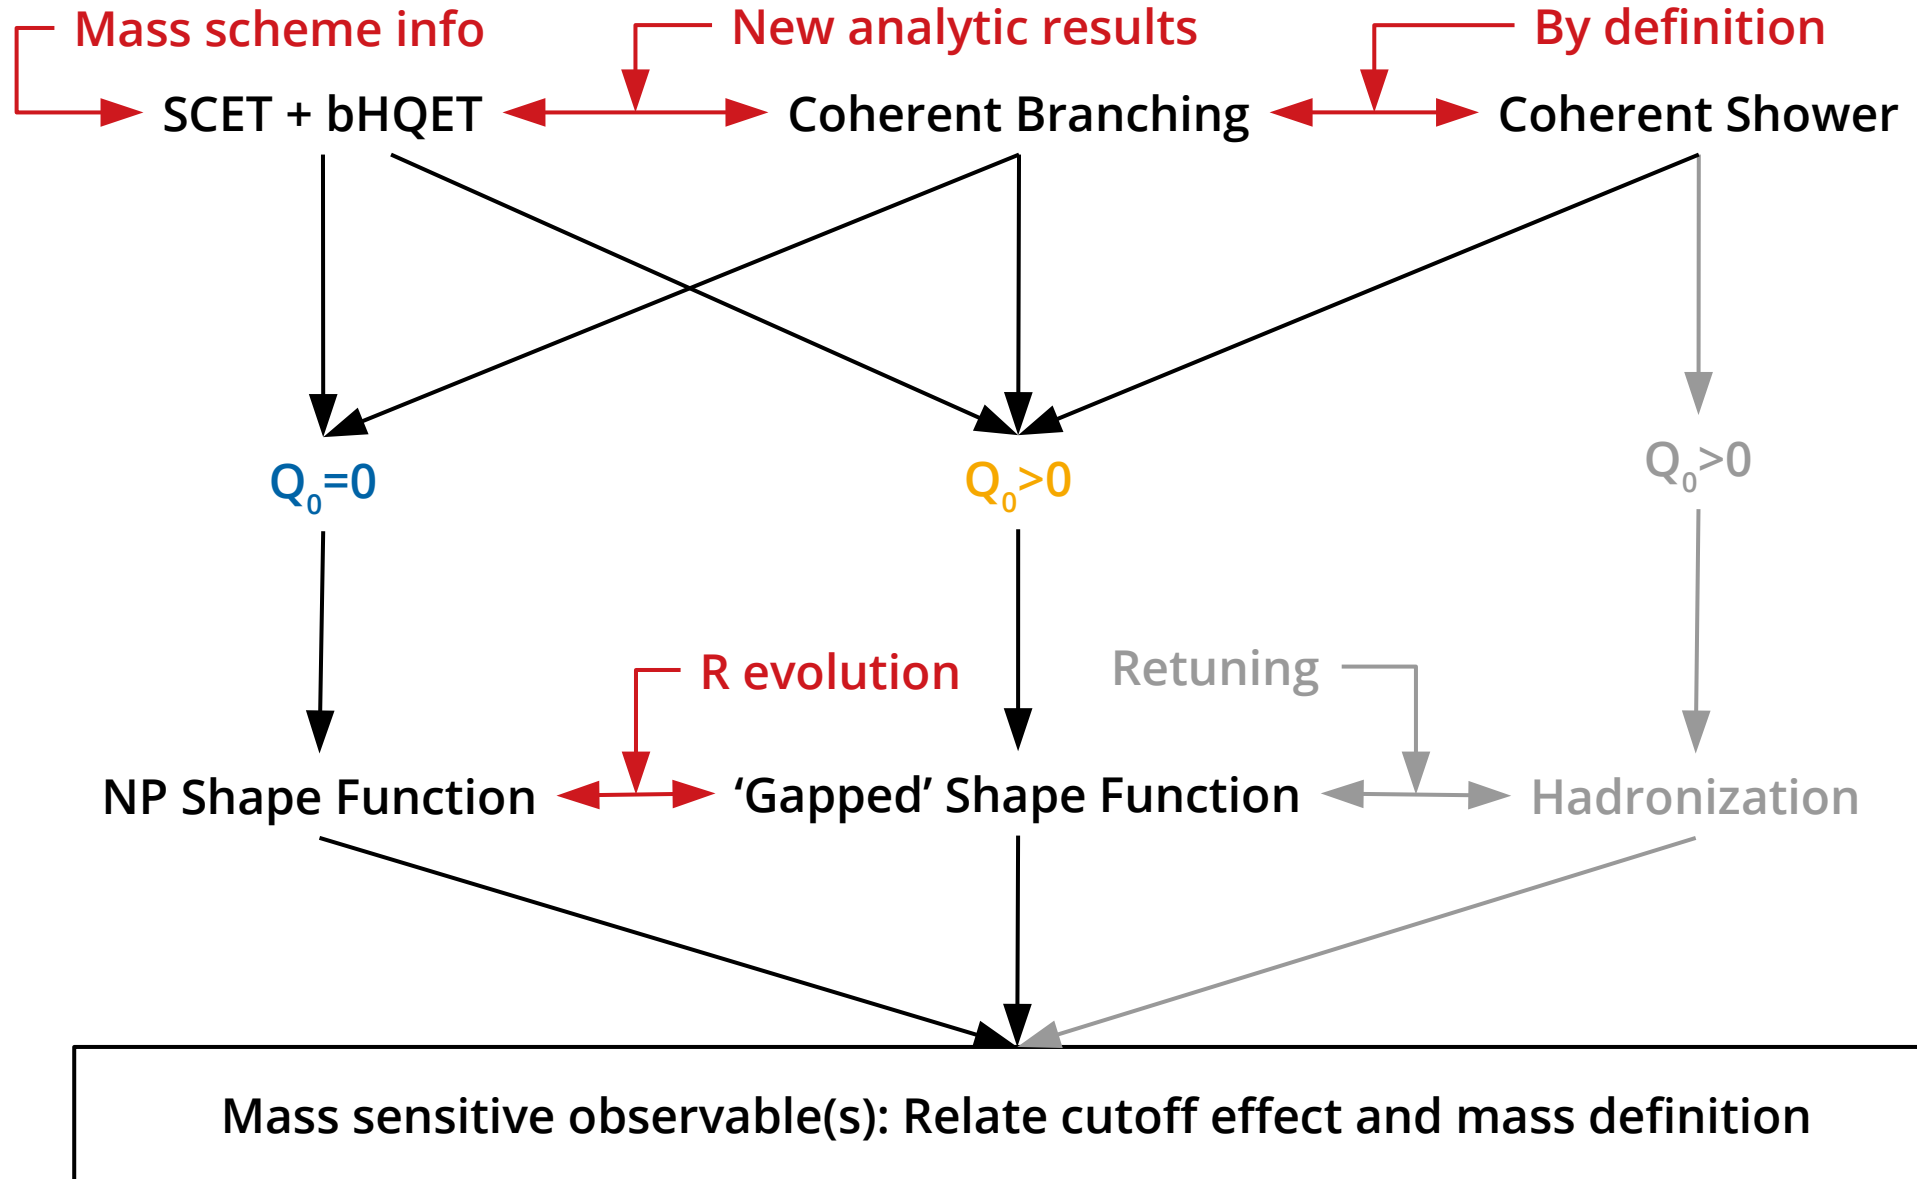 Mass scheme info
New analytic results
By definition
SCET + bHQET
Coherent Branching
Coherent Shower
Q₀=0
Q₀>0
Q₀>0
R evolution
Retuning
NP Shape Function
‘Gapped’ Shape Function
Hadronization
Mass sensitive observable(s): Relate cutoff effect and mass definition